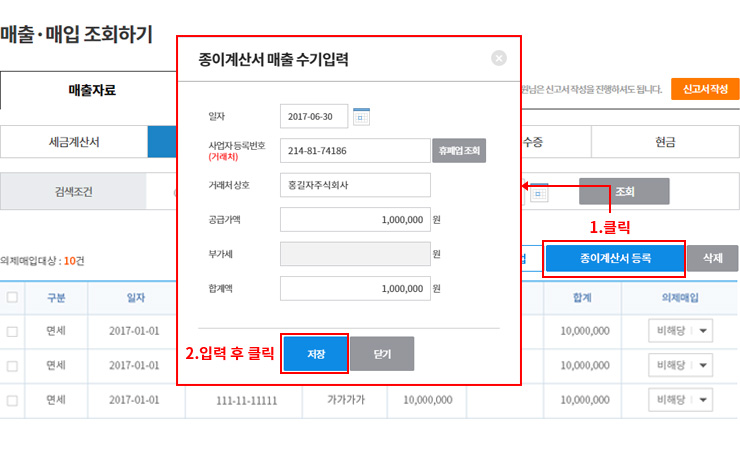 매출·매입 조회하기
종이계산서 매출 수기입력
매출자료
원님은 신고서 작성을 진행하셔도 됩니다.
신고서 작성
일자
2017-06-30
세금계산서
수증
현금
사업자 등록번호
(거래처)
214-81-74186
휴폐업 조회
검색조건
거래처 상호
홍길자주식회사
조회
공급가액
1,000,000 원
1.클릭
부가세
원
의제매입대상 : 10건
종이계산서 등록
삭제
합계액
1,000,000 원
구분
일자
합계
의제매입
면세
2017-01-01
10,000,000
비해당
2.입력 후 클릭
저장
닫기
면세
2017-01-01
10,000,000
비해당
면세
2017-01-01
111-11-11111
가가가가
10,000,000
10,000,000
비해당